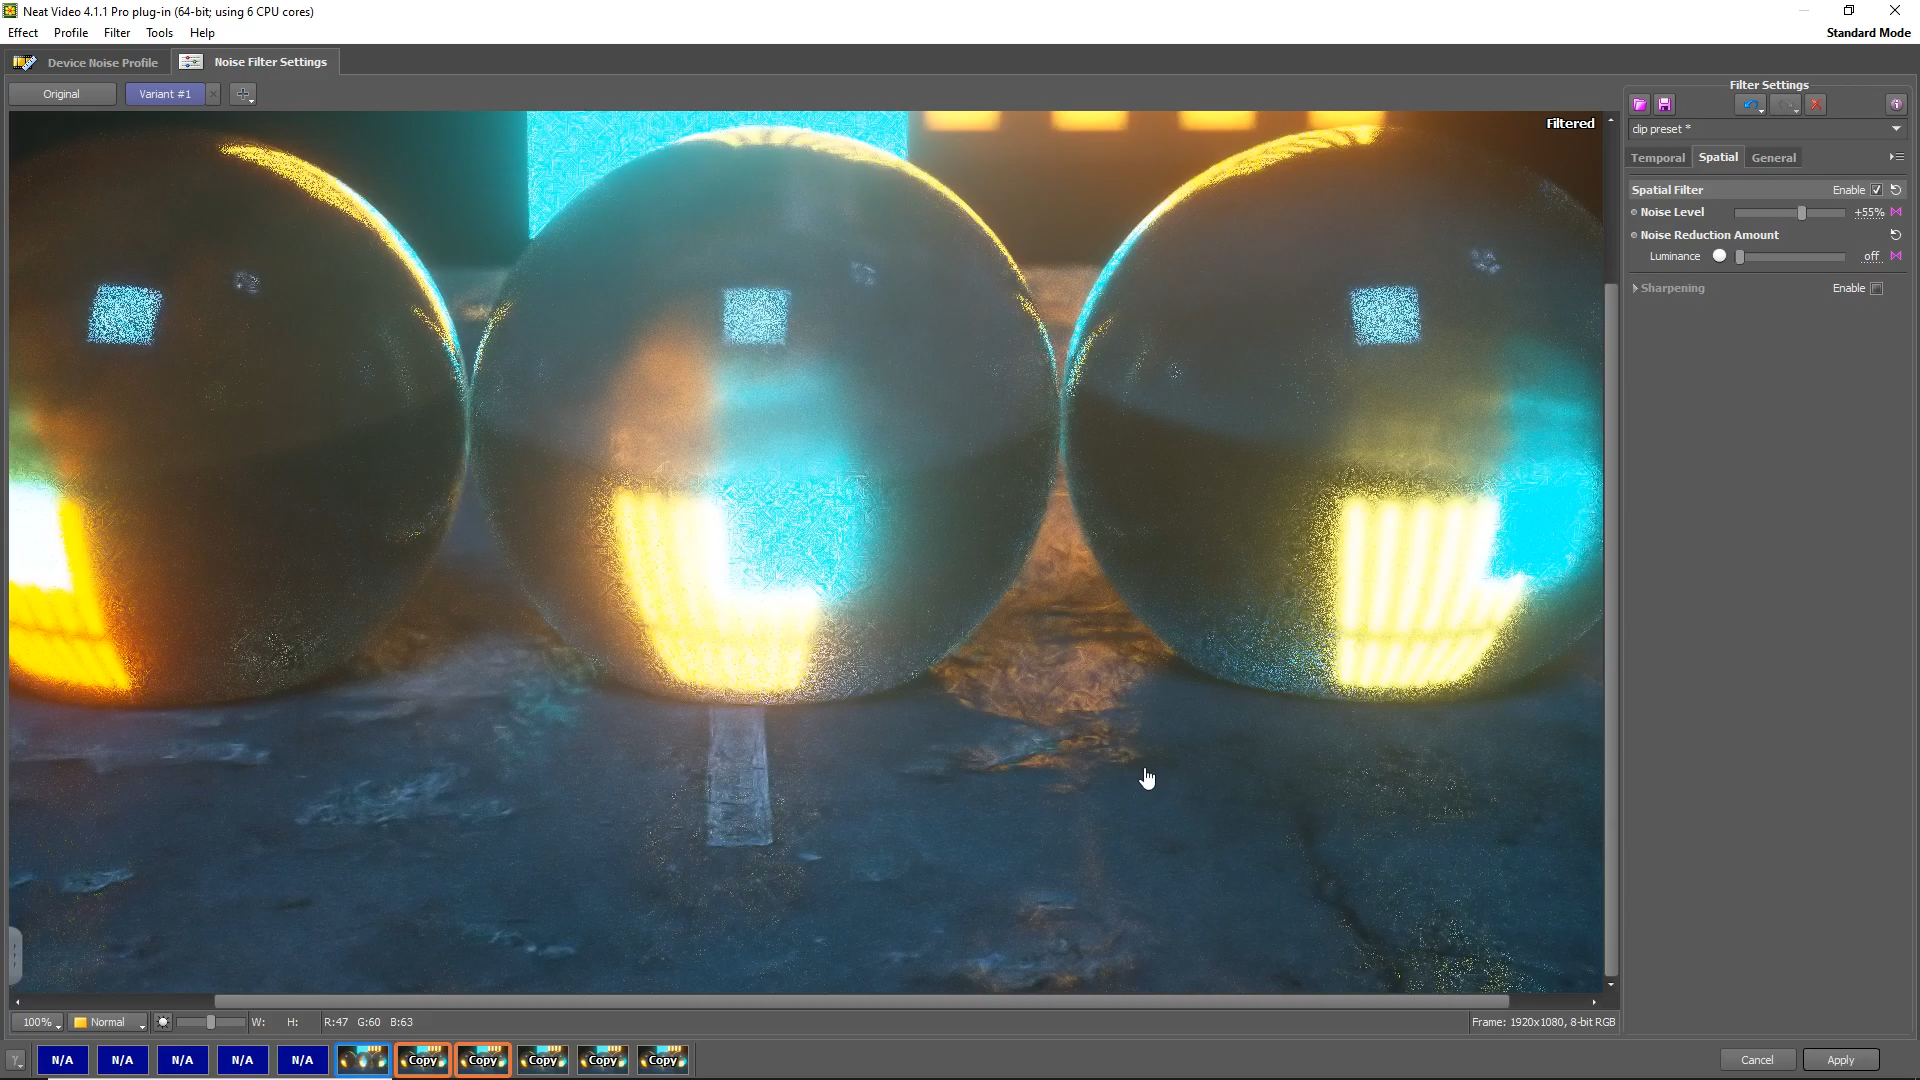 Neat Video 4.1.1 Pro plug-in (64-bit; using 6 CPU cores)
Effect Profile Filter Tools Help
Standard Mode
Device Noise Profile
Noise Filter Settings
Original
Variant #1
Filtered
Filter Settings
clip preset *
Temporal Spatial General
Spatial Filter Enable
Noise Level +55%
Noise Reduction Amount
Luminance off
Sharpening Enable
100% Normal W: H: R:47 G:60 B:63
Frame: 1920x1080, 8-bit RGB
N/A N/A N/A N/A N/A Copy Copy Copy Copy Copy
Cancel Apply